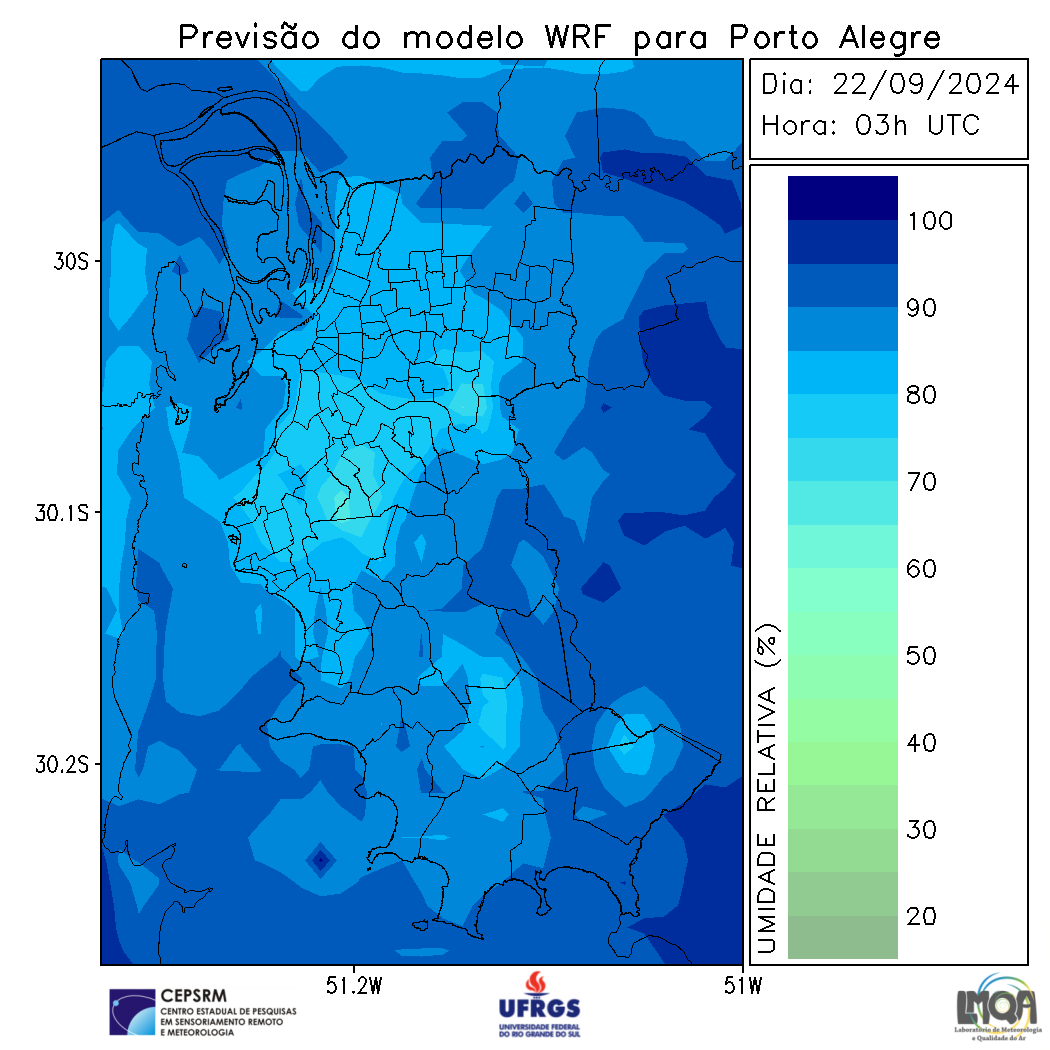 Previsão do modelo WRF para Porto Alegre
Dia: 22/09/2024
Hora: 03h UTC
30S
30.1S
30.2S
51.2W
51W
UMIDADE RELATIVA (%)
100
90
80
70
60
50
40
30
20
CEPSRM
CENTRO ESTADUAL DE PESQUISAS
EM SENSORIAMENTO REMOTO
E METEOROLOGIA
UFRGS
UNIVERSIDADE FEDERAL
DO RIO GRANDE DO SUL
LMQA
Laboratório de Meteorologia
e Qualidade do Ar